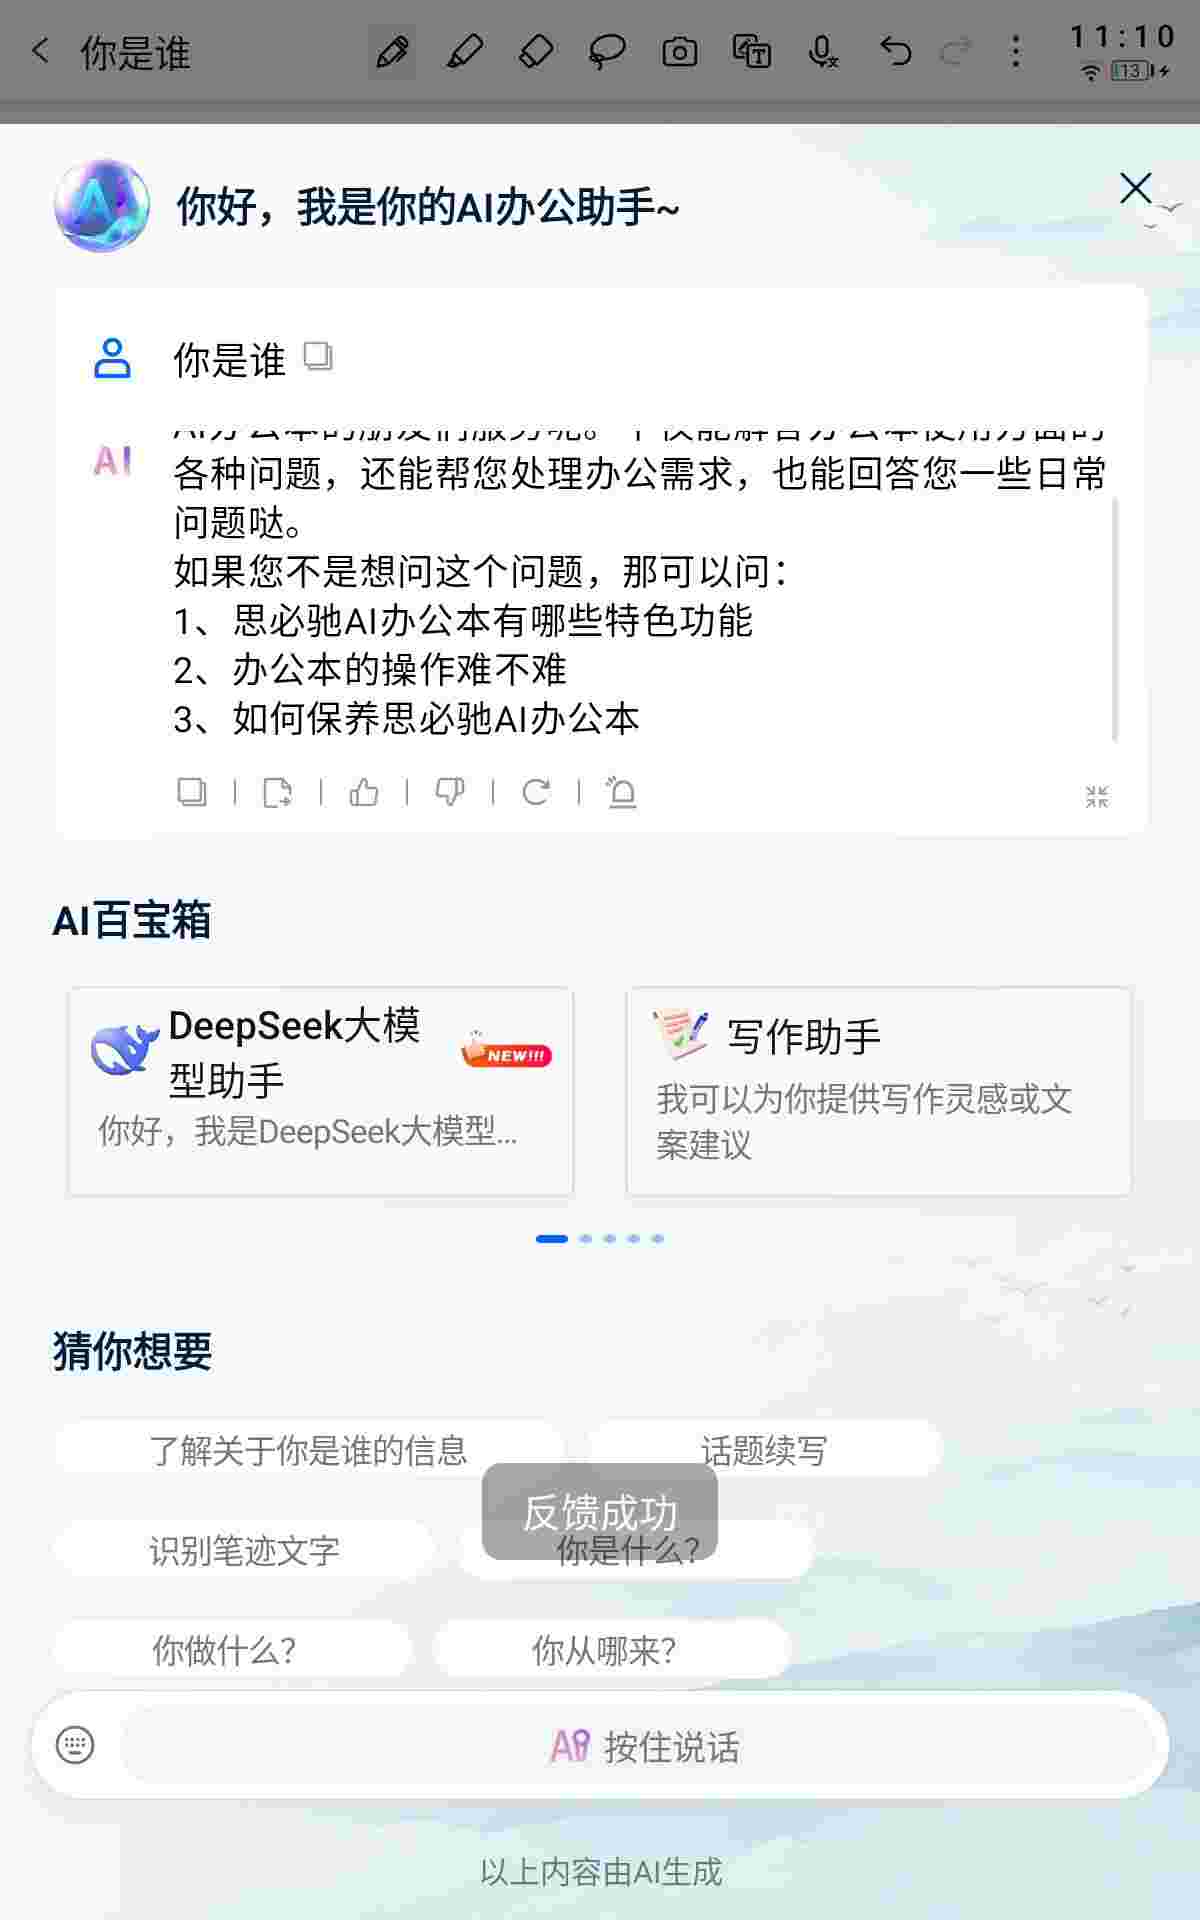 你是谁
11:10
13
你好，我是你的AI办公助手~
你是谁
AI
各种问题，还能帮您处理办公需求，也能回答您一些日常
问题哒。
如果您不是想问这个问题，那可以问：
1、思必驰AI办公本有哪些特色功能
2、办公本的操作难不难
3、如何保养思必驰AI办公本
AI百宝箱
DeepSeek大模
型助手
NEW!!!
你好，我是DeepSeek大模型...
写作助手
我可以为你提供写作灵感或文
案建议
猜你想要
了解关于你是谁的信息
话题续写
反馈成功
识别笔迹文字
你是什么？
你做什么？
你从哪来？
按住说话
以上内容由AI生成